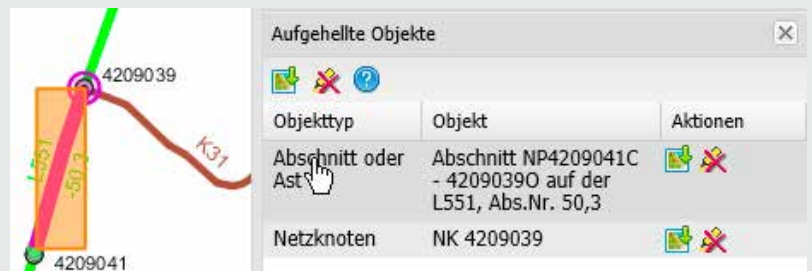 4209039
K31
L551
-50,3
4209041
Aufgehellte Objekte
Objekttyp Objekt Aktionen
Abschnitt oder Abschnitt NP4209041C
Ast - 4209039O auf der
L551, Abs.Nr. 50,3
Netzknoten NK 4209039